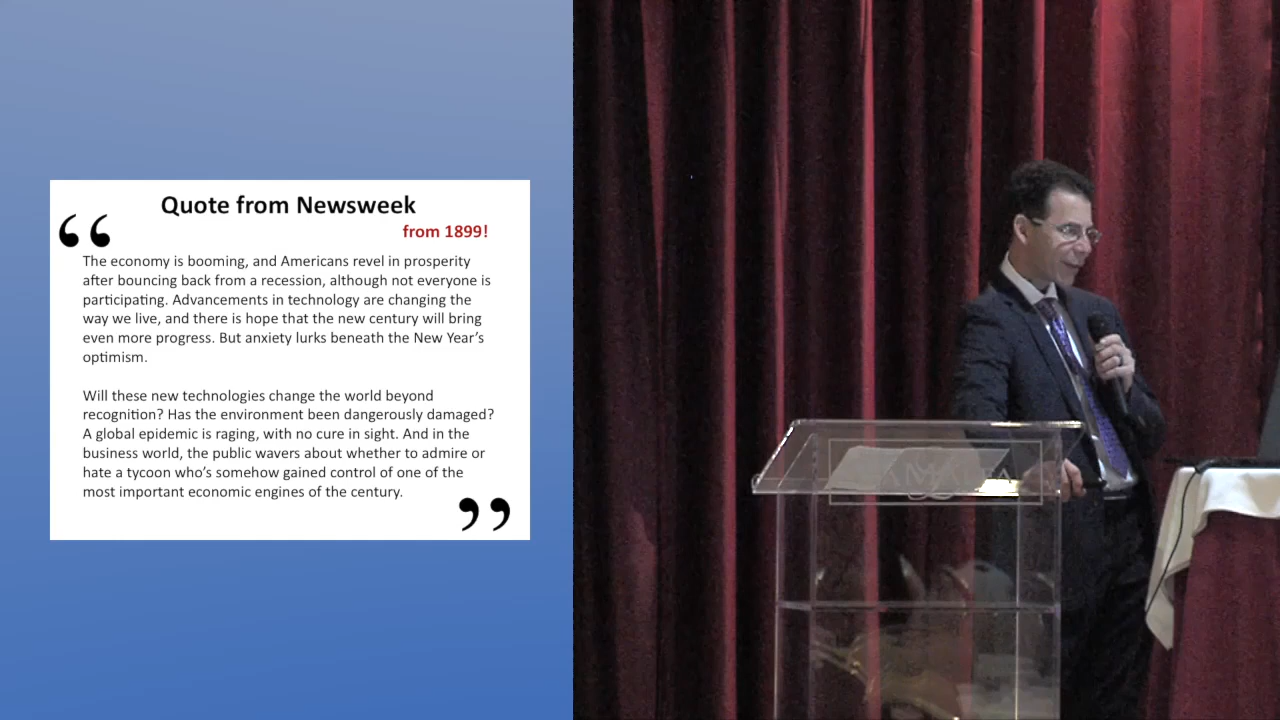 Quote from Newsweek
from 1899!
“
The economy is booming, and Americans revel in prosperity
after bouncing back from a recession, although not everyone is
participating. Advancements in technology are changing the
way we live, and there is hope that the new century will bring
even more progress. But anxiety lurks beneath the New Year’s
optimism.
Will these new technologies change the world beyond
recognition? Has the environment been dangerously damaged?
A global epidemic is raging, with no cure in sight. And in the
business world, the public wavers about whether to admire or
hate a tycoon who’s somehow gained control of one of the
most important economic engines of the century.
”